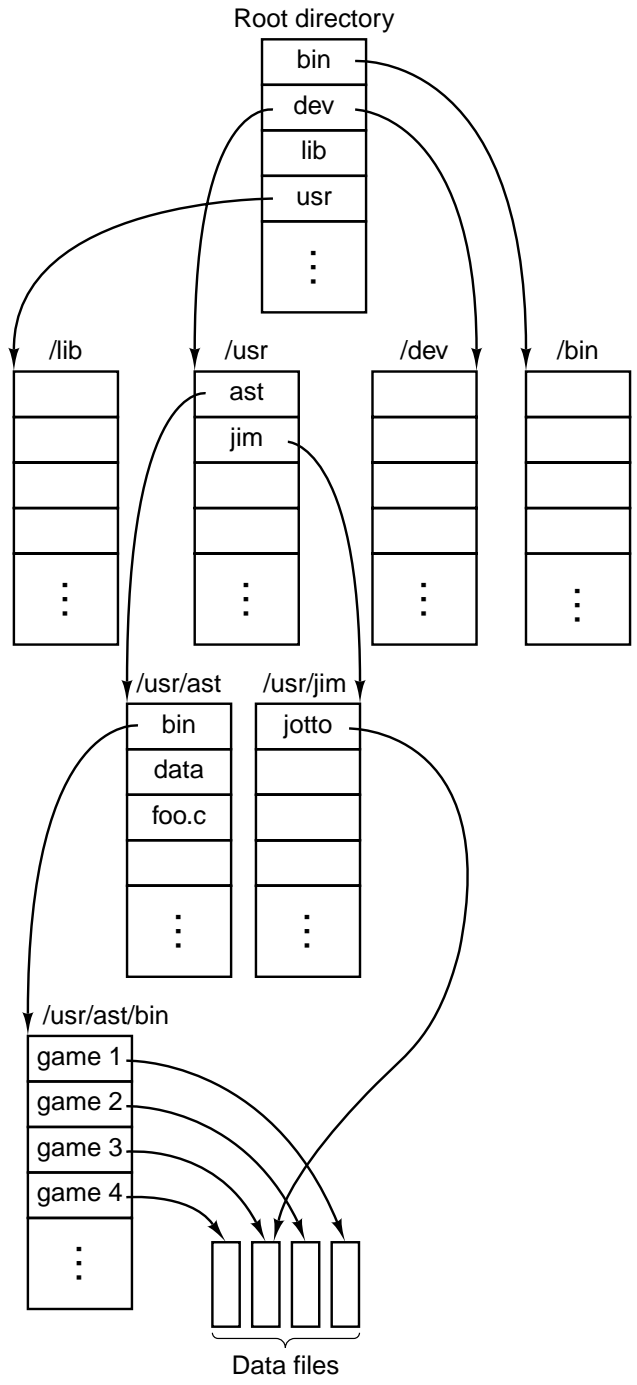 Root directory
bin
dev
lib
usr
/lib
/usr
/dev
/bin
ast
jim
/usr/ast
/usr/jim
bin
data
foo.c
jotto
/usr/ast/bin
game 1
game 2
game 3
game 4
Data files